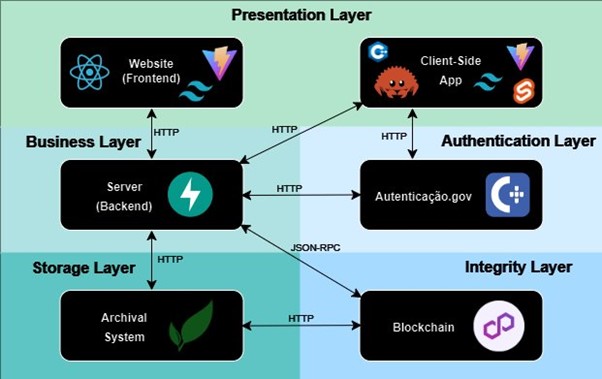 Presentation Layer
Website
(Frontend)
Client-Side
App
HTTP
HTTP
HTTP
Business Layer
Authentication Layer
Server
(Backend)
HTTP
Autenticação.gov
HTTP
JSON-RPC
Storage Layer
Integrity Layer
Archival
System
HTTP
Blockchain